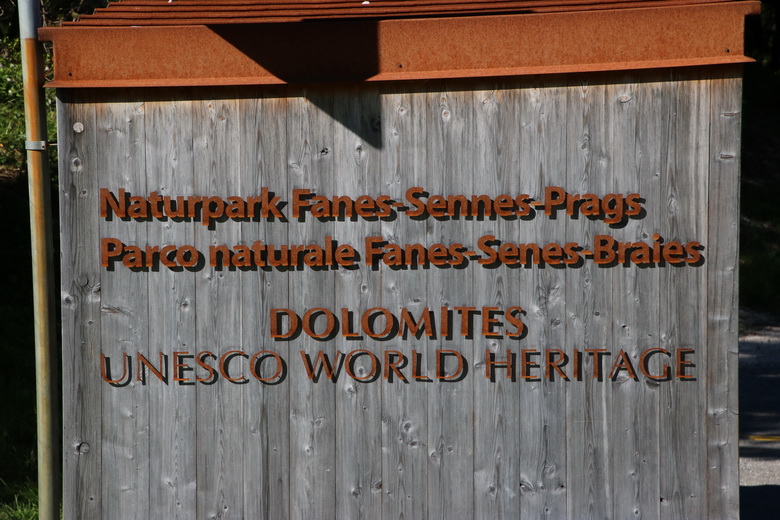 Naturpark Fanes-Sennes-Prags
Parco naturale Fanes-Senes-Braies
DOLOMITES
UNESCO WORLD HERITAGE